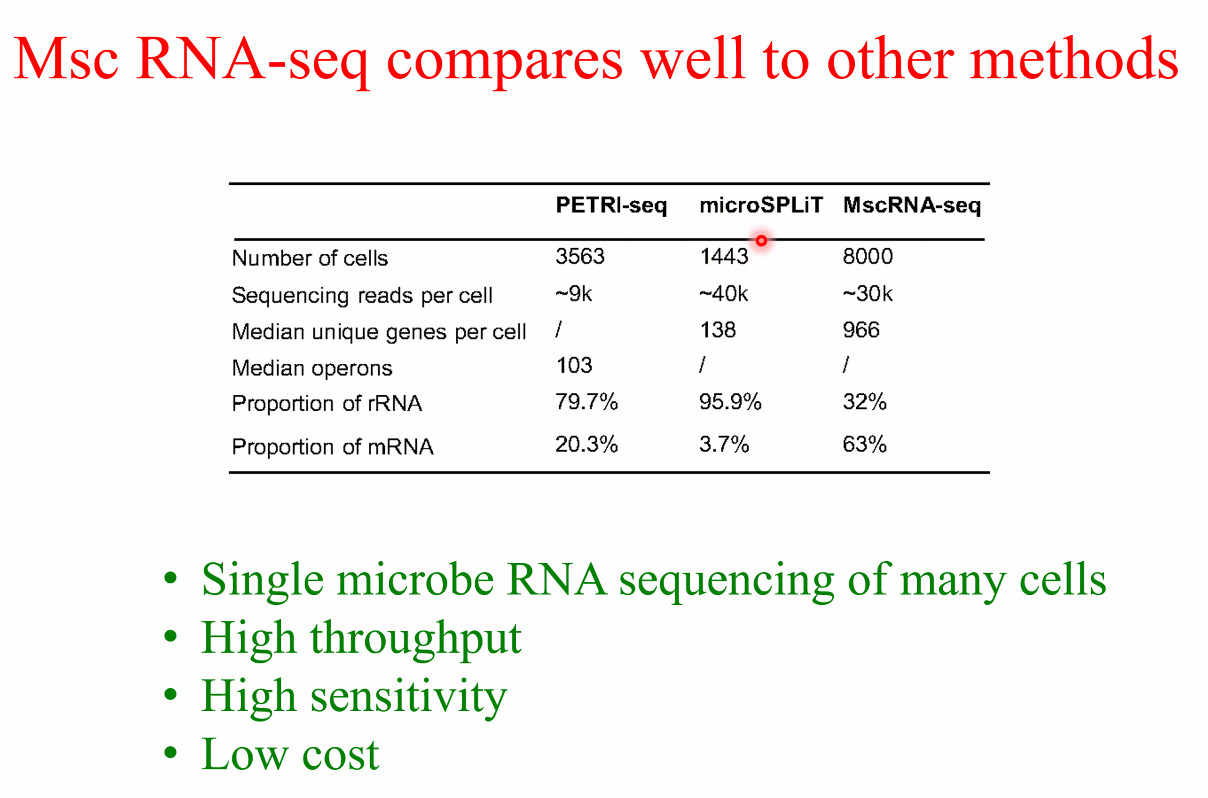 Msc RNA-seq compares well to other methods
PETRI-seq microSPLiT MscRNA-seq
Number of cells 3563 1443 8000
Sequencing reads per cell ~9k ~40k ~30k
Median unique genes per cell / 138 966
Median operons 103 / /
Proportion of rRNA 79.7% 95.9% 32%
Proportion of mRNA 20.3% 3.7% 63%
• Single microbe RNA sequencing of many cells
• High throughput
• High sensitivity
• Low cost